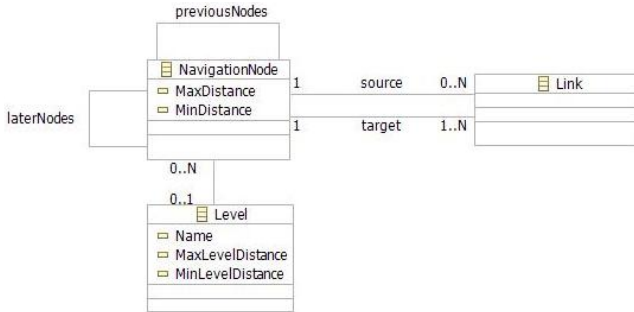 previousNodes
NavigationNode
MaxDistance
MinDistance
laterNodes
1 source 0..N
Link
1 target 1..N
0..N
0..1
Level
Name
MaxLevelDistance
MinLevelDistance